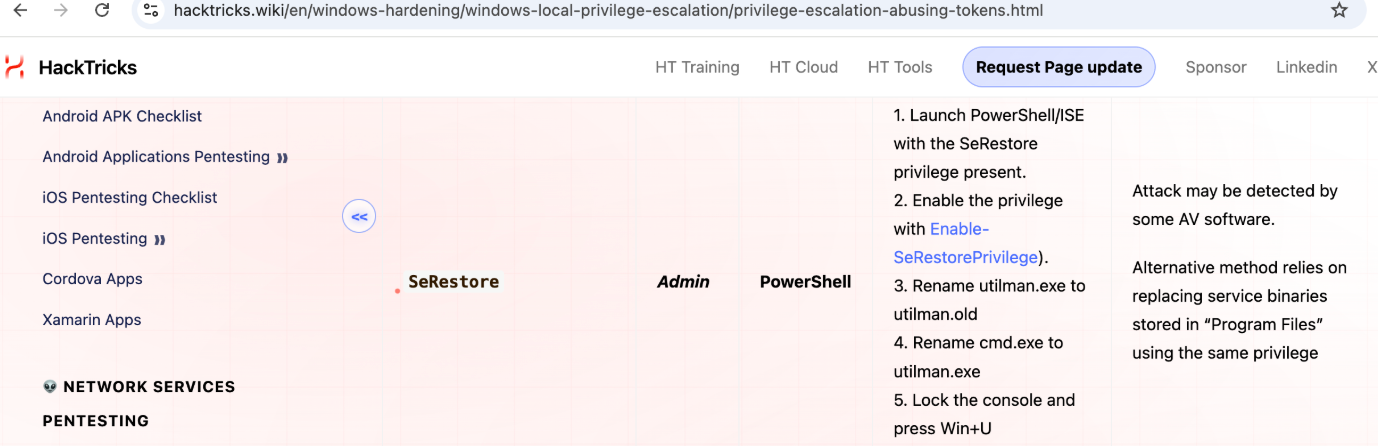 hacktricks.wiki/en/windows-hardening/windows-local-privilege-escalation/privilege-escalation-abusing-tokens.html
HackTricks
HT Training
HT Cloud
HT Tools
Request Page update
Sponsor
Linkedin
X
Android APK Checklist
Android Applications Pentesting
iOS Pentesting Checklist
iOS Pentesting
Cordova Apps
Xamarin Apps
👽 NETWORK SERVICES
PENTESTING
<<
SeRestore
Admin
PowerShell
1. Launch PowerShell/ISE
with the SeRestore
privilege present.
2. Enable the privilege
with Enable-
SeRestorePrivilege).
3. Rename utilman.exe to
utilman.old
4. Rename cmd.exe to
utilman.exe
5. Lock the console and
press Win+U
Attack may be detected by
some AV software.
Alternative method relies on
replacing service binaries
stored in “Program Files”
using the same privilege